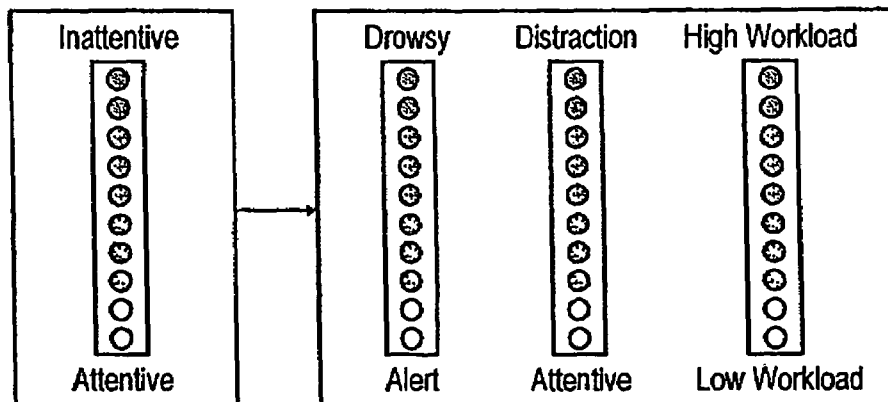 Inattentive
Attentive
Drowsy Distraction High Workload
Alert Attentive Low Workload